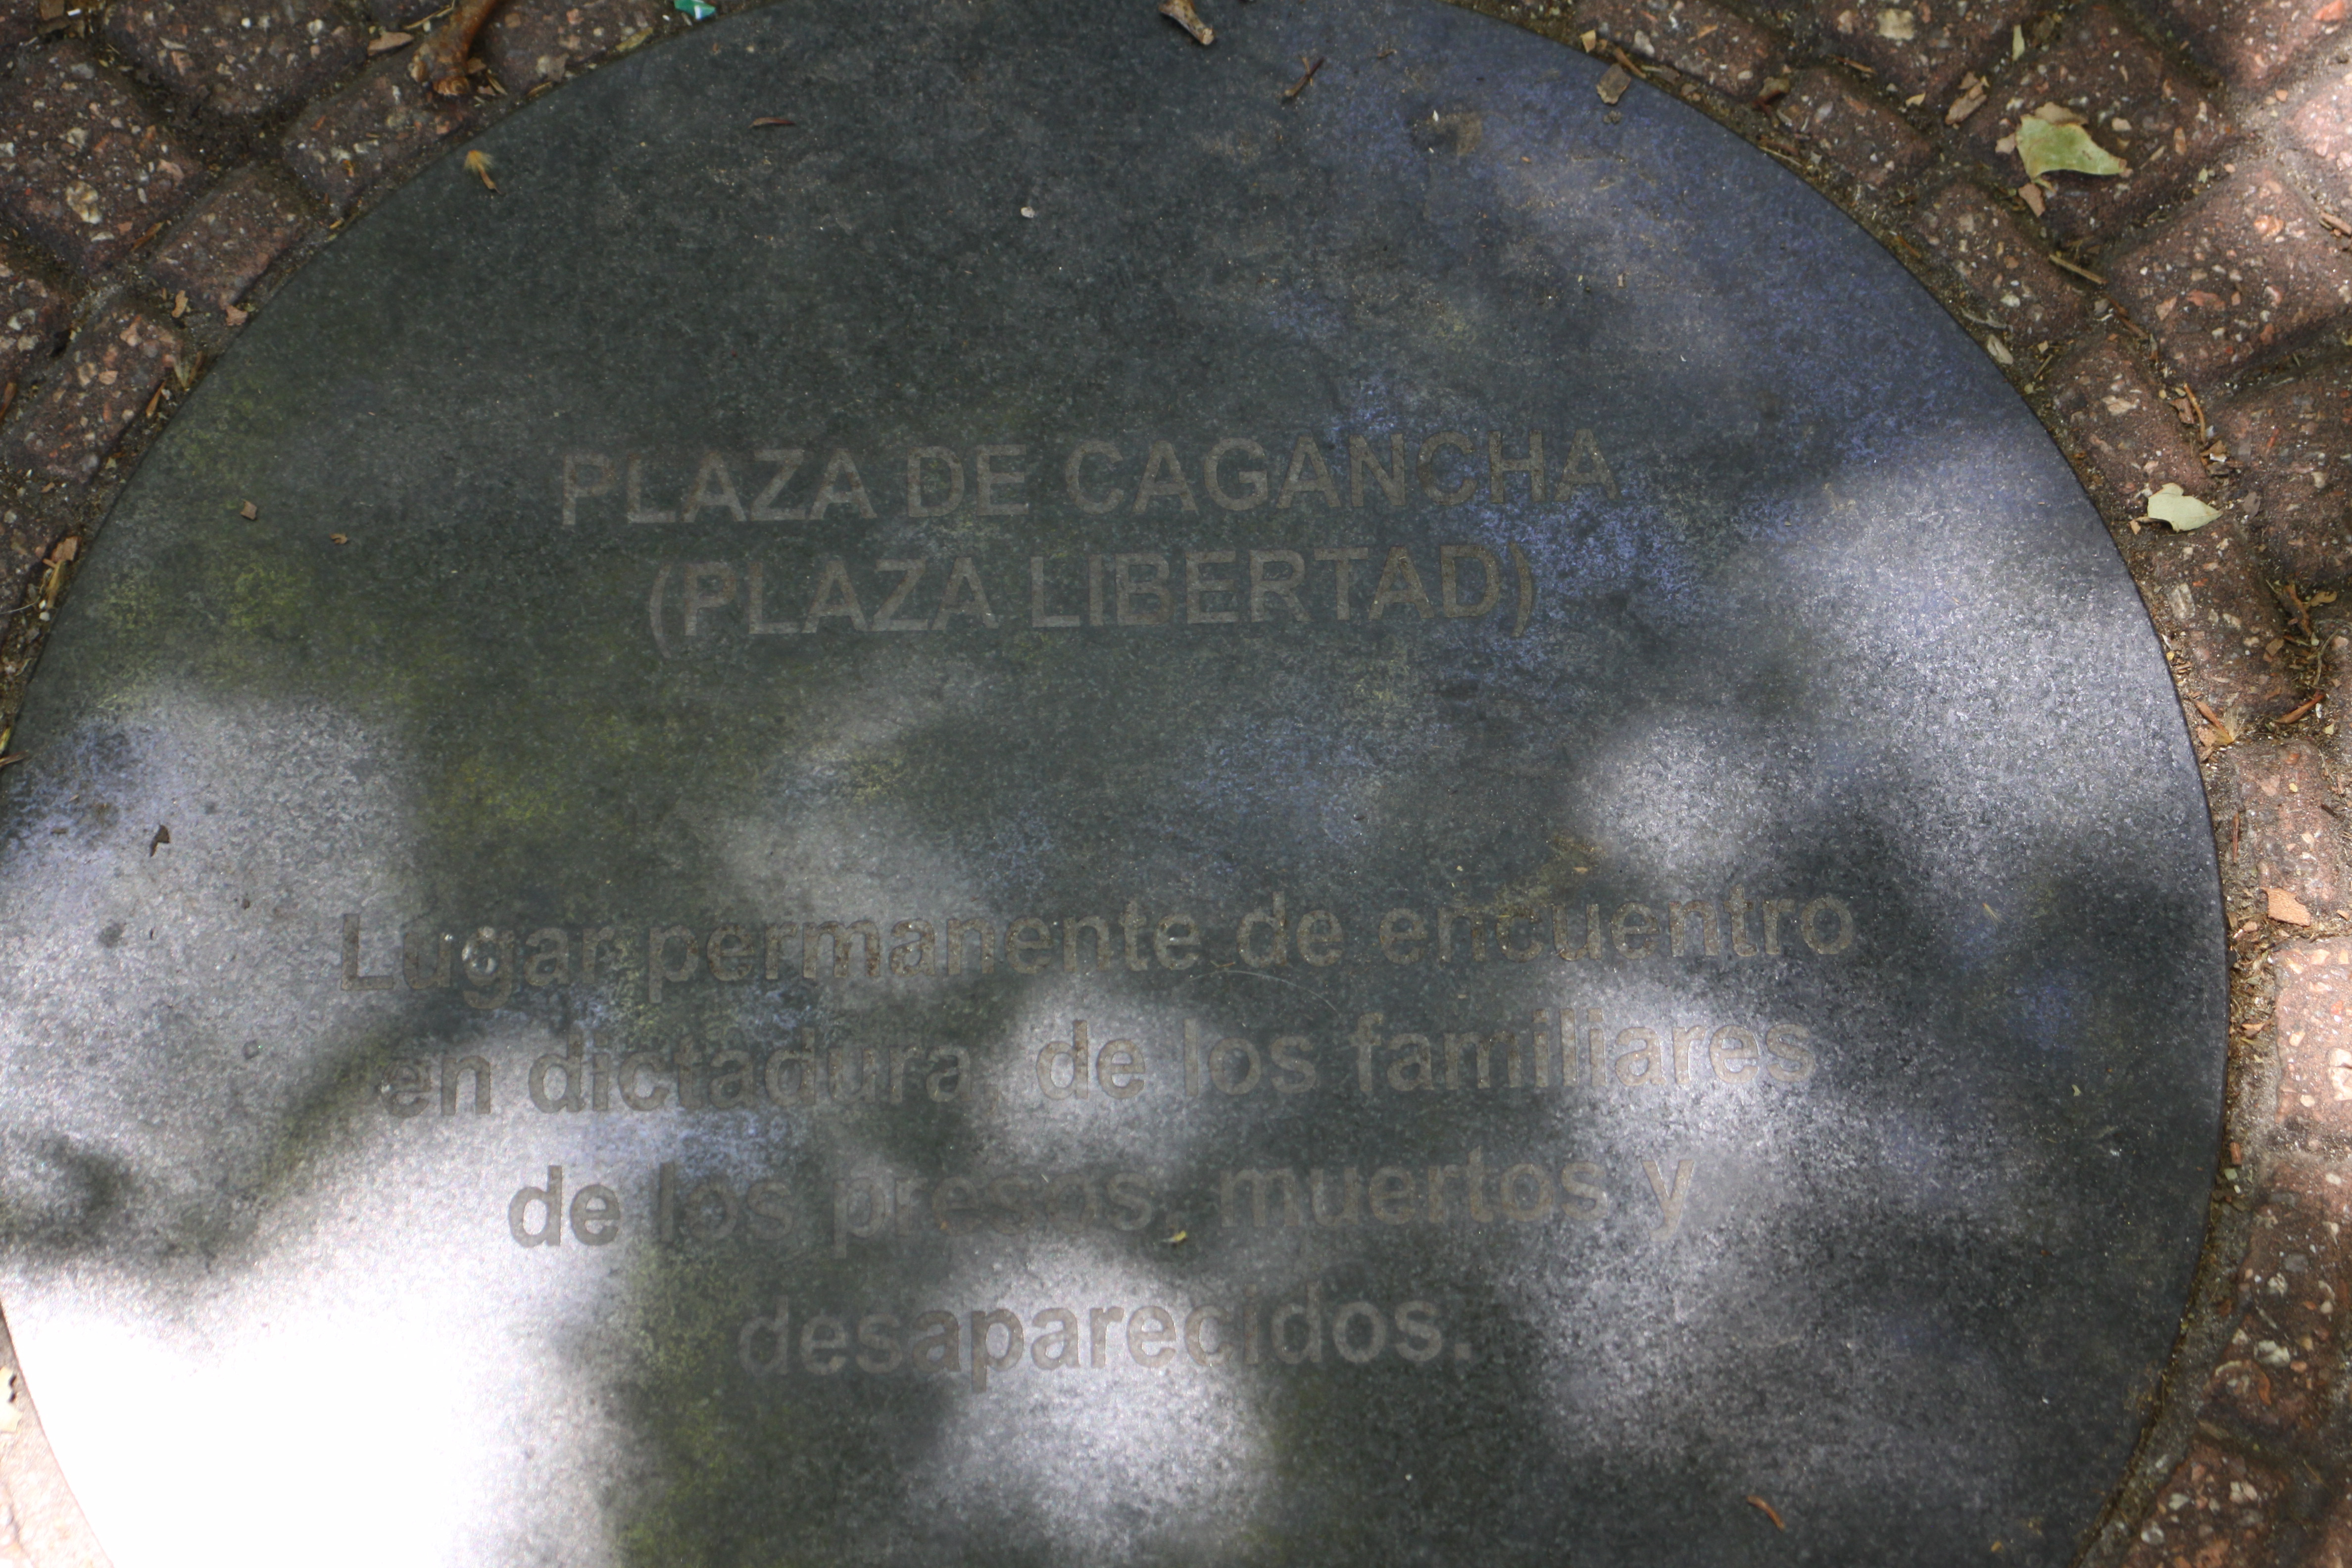 PLAZA DE CAGANCHA
(PLAZA LIBERTAD)
Lugar permanente de encuentro
en dictadura, de los familiares
de los presos, muertos y
desaparecidos.